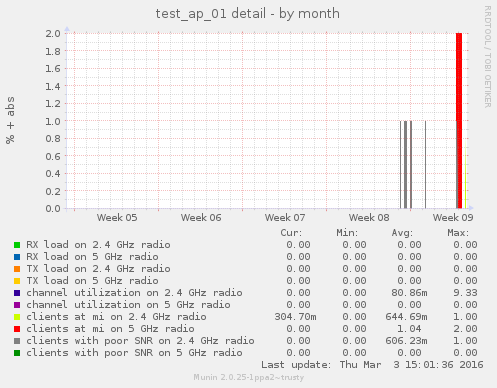 test_ap_01 detail - by month
RRDTOOL / TOBI OETIKER
% + abs
2.0
1.8
1.6
1.4
1.2
1.0
0.8
0.6
0.4
0.2
0.0
Week 05 Week 06 Week 07 Week 08 Week 09
Cur: Min: Avg: Max:
RX load on 2.4 GHz radio 0.00 0.00 0.00 0.00
RX load on 5 GHz radio 0.00 0.00 0.00 0.00
TX load on 2.4 GHz radio 0.00 0.00 0.00 0.00
TX load on 5 GHz radio 0.00 0.00 0.00 0.00
channel utilization on 2.4 GHz radio 0.00 0.00 80.86m 9.33
channel utilization on 5 GHz radio 0.00 0.00 0.00 0.00
clients at mi on 2.4 GHz radio 304.70m 0.00 644.69m 1.00
clients at mi on 5 GHz radio 0.00 0.00 1.04 2.00
clients with poor SNR on 2.4 GHz radio 0.00 0.00 606.23m 1.00
clients with poor SNR on 5 GHz radio 0.00 0.00 0.00 0.00
Last update: Thu Mar 3 15:01:36 2016
Munin 2.0.25-1ppa2~trusty